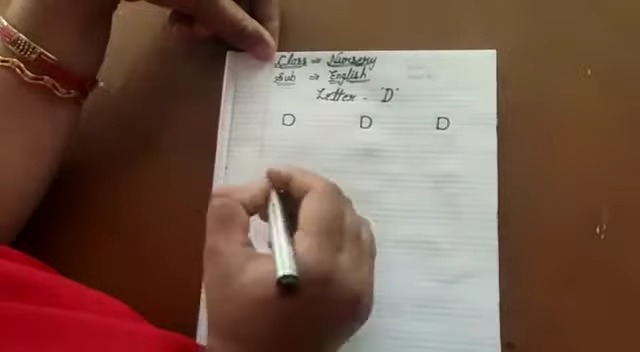 Class ⇒ Nursery
Sub ⇒ English
Letter - "D"
D D D